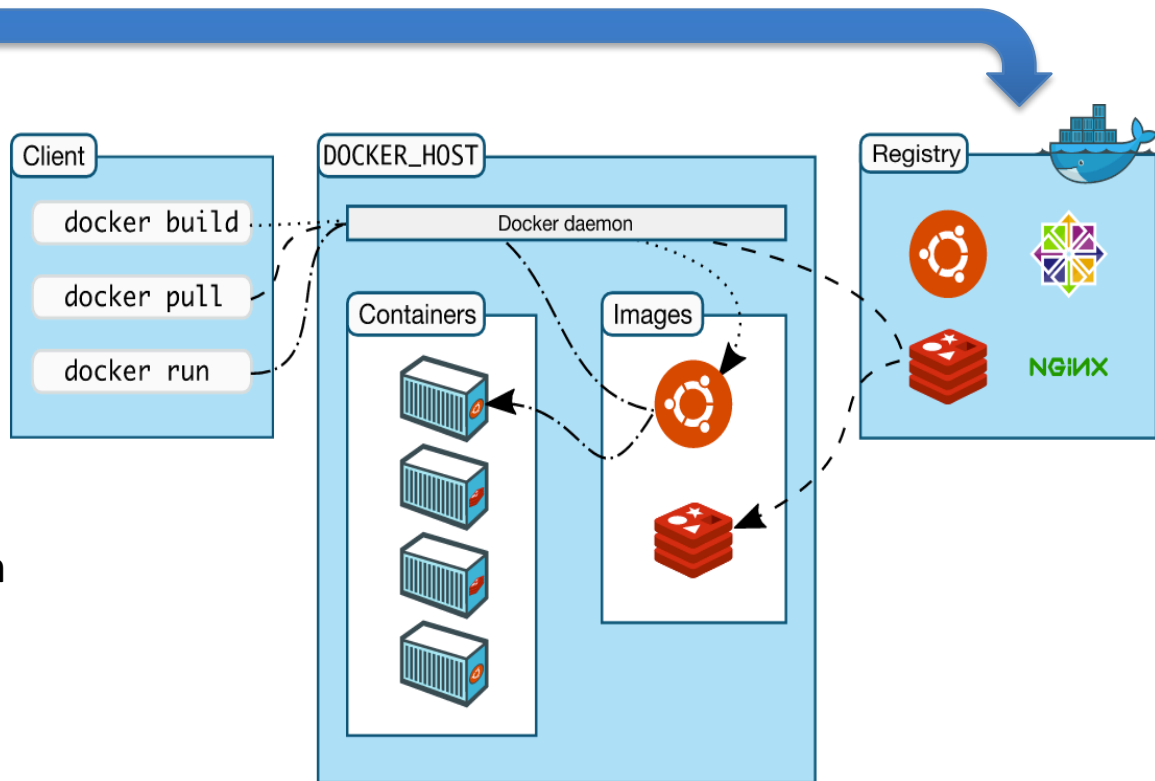 Client
docker build
docker pull
docker run
DOCKER_HOST
Docker daemon
Containers
Images
Registry
NGiNX